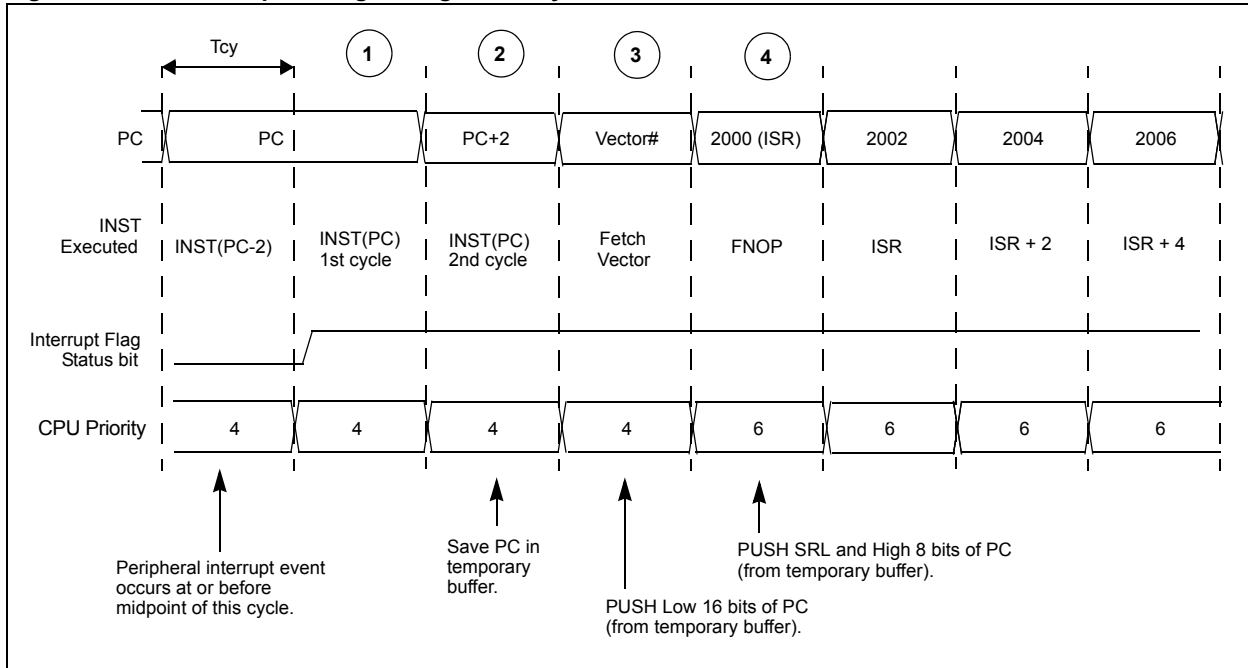 Tcy
1 2 3 4
PC PC PC+2 Vector# 2000 (ISR) 2002 2004 2006
INST
Executed
INST(PC-2)
INST(PC)
1st cycle
INST(PC)
2nd cycle
Fetch
Vector
FNOP
ISR
ISR + 2
ISR + 4
Interrupt Flag
Status bit
CPU Priority 4 4 4 4 6 6 6 6
Peripheral interrupt event
occurs at or before
midpoint of this cycle.
Save PC in
temporary
buffer.
PUSH Low 16 bits of PC
(from temporary buffer).
PUSH SRL and High 8 bits of PC
(from temporary buffer).